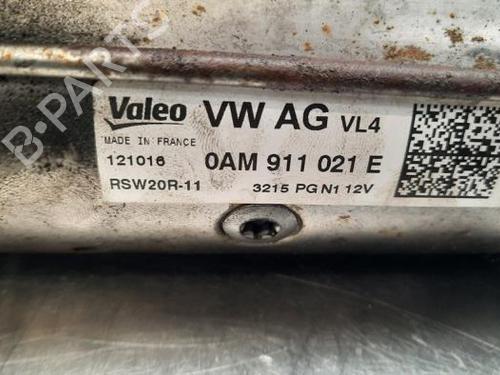 Valeo VW AG VL4
MADE IN FRANCE
121016 0AM 911 021 E
RSW20R-11 3215 PG N1 12V
B-Parts